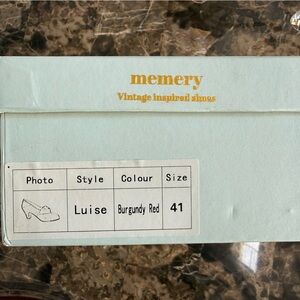 memery
Vintage inspired shoes
Photo Style Colour Size
Luise Burgundy Red 41